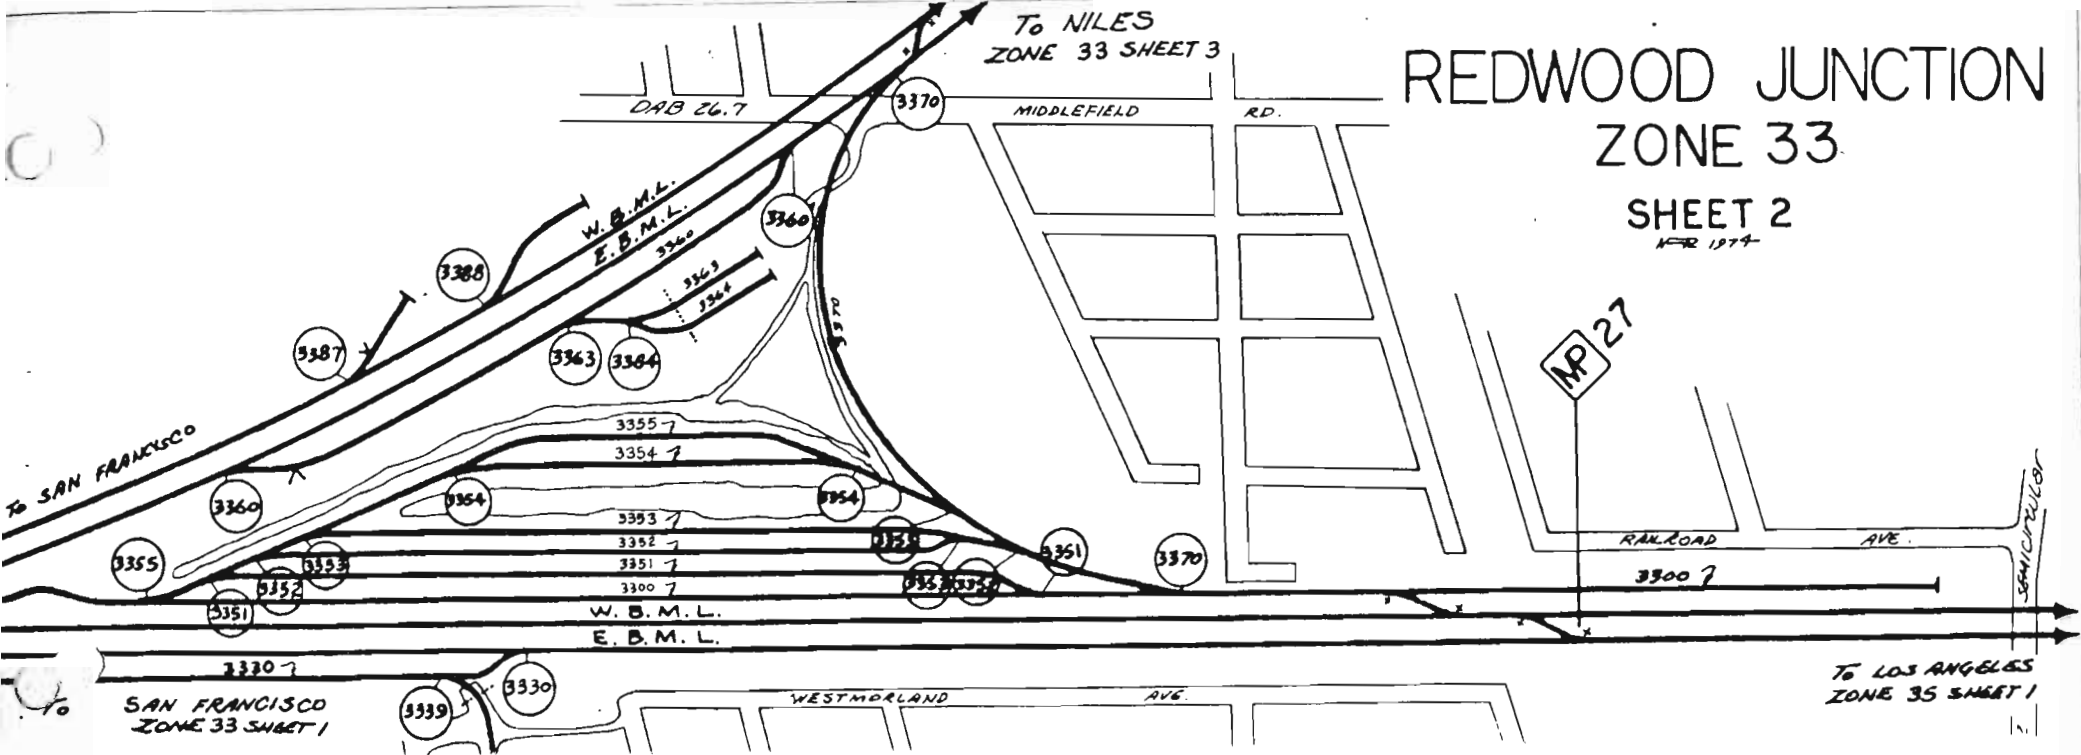 REDWOOD JUNCTION
ZONE 33
SHEET 2
1974
TO NILES
ZONE 33 SHEET 3
DAB 26.7
MIDDLEFIELD RD.
3370
W. B. M. L.
E. B. M. L.
3360
3360
3388
3363
3364
3387
3363
3364
3370
MP 27
TO SAN FRANCISCO
3355
3354
3360
3354
3354
3353
3352
3351
3300
3355
3353
3352
3351
3351
3370
RAILROAD AVE.
3300
SEMICIRCULAR
W. B. M. L.
E. B. M. L.
3330
3330
3339
TO SAN FRANCISCO
ZONE 33 SHEET 1
WESTMORLAND AVE.
TO LOS ANGELES
ZONE 35 SHEET 1